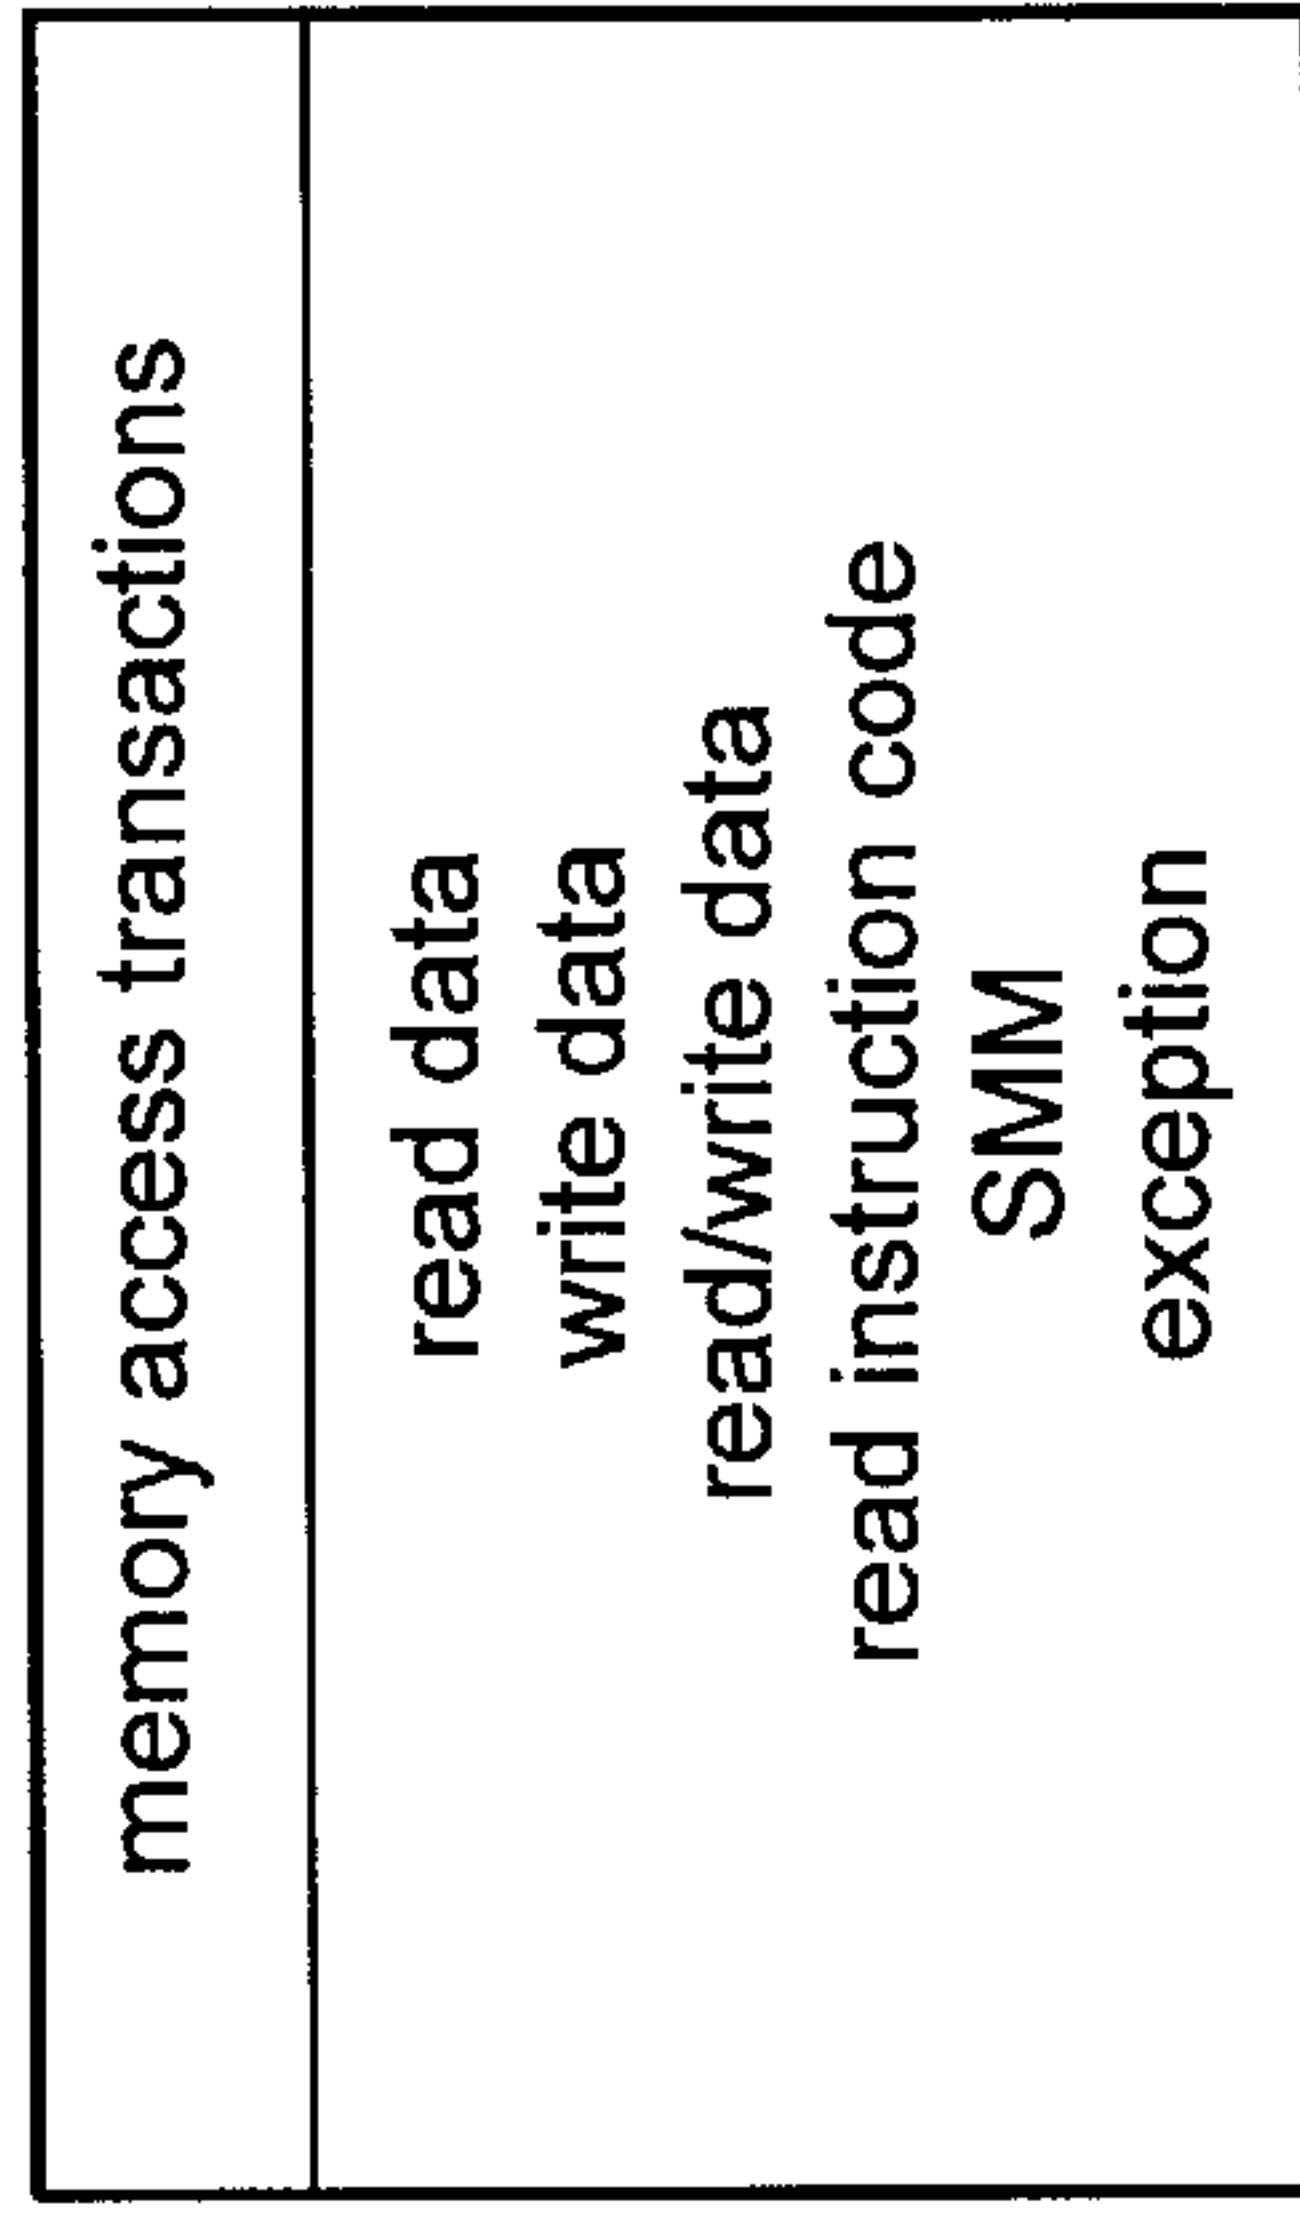 memory access transactions
read data
write data
read/write data
read instruction code
SMM
exception